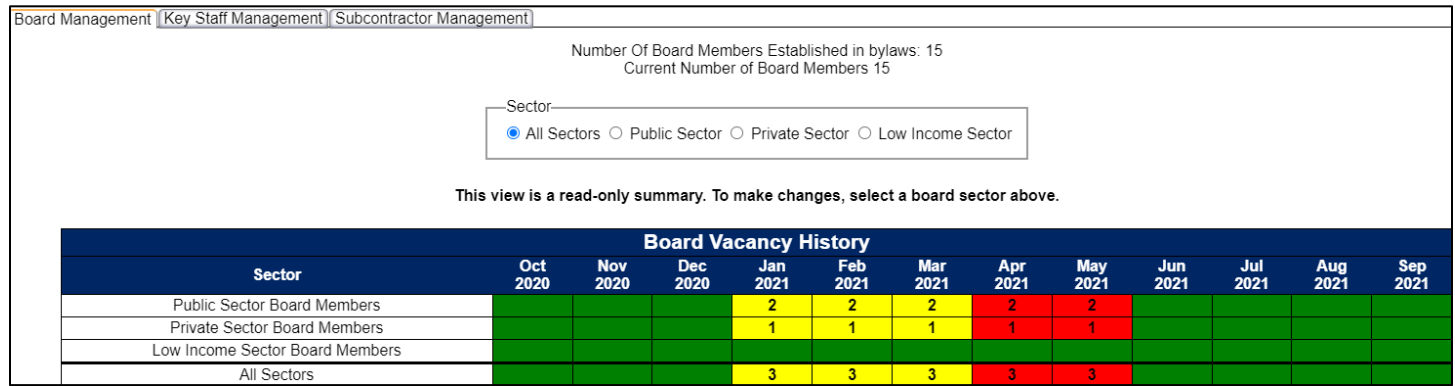 Board Management Key Staff Management Subcontractor Management
Number Of Board Members Established in bylaws: 15
Current Number of Board Members 15
Sector
All Sectors Public Sector Private Sector Low Income Sector
This view is a read-only summary. To make changes, select a board sector above.
Board Vacancy History
Sector Oct 2020 Nov 2020 Dec 2020 Jan 2021 Feb 2021 Mar 2021 Apr 2021 May 2021 Jun 2021 Jul 2021 Aug 2021 Sep 2021
Public Sector Board Members 2 2 2 2 2
Private Sector Board Members 1 1 1 1 1
Low Income Sector Board Members
All Sectors 3 3 3 3 3